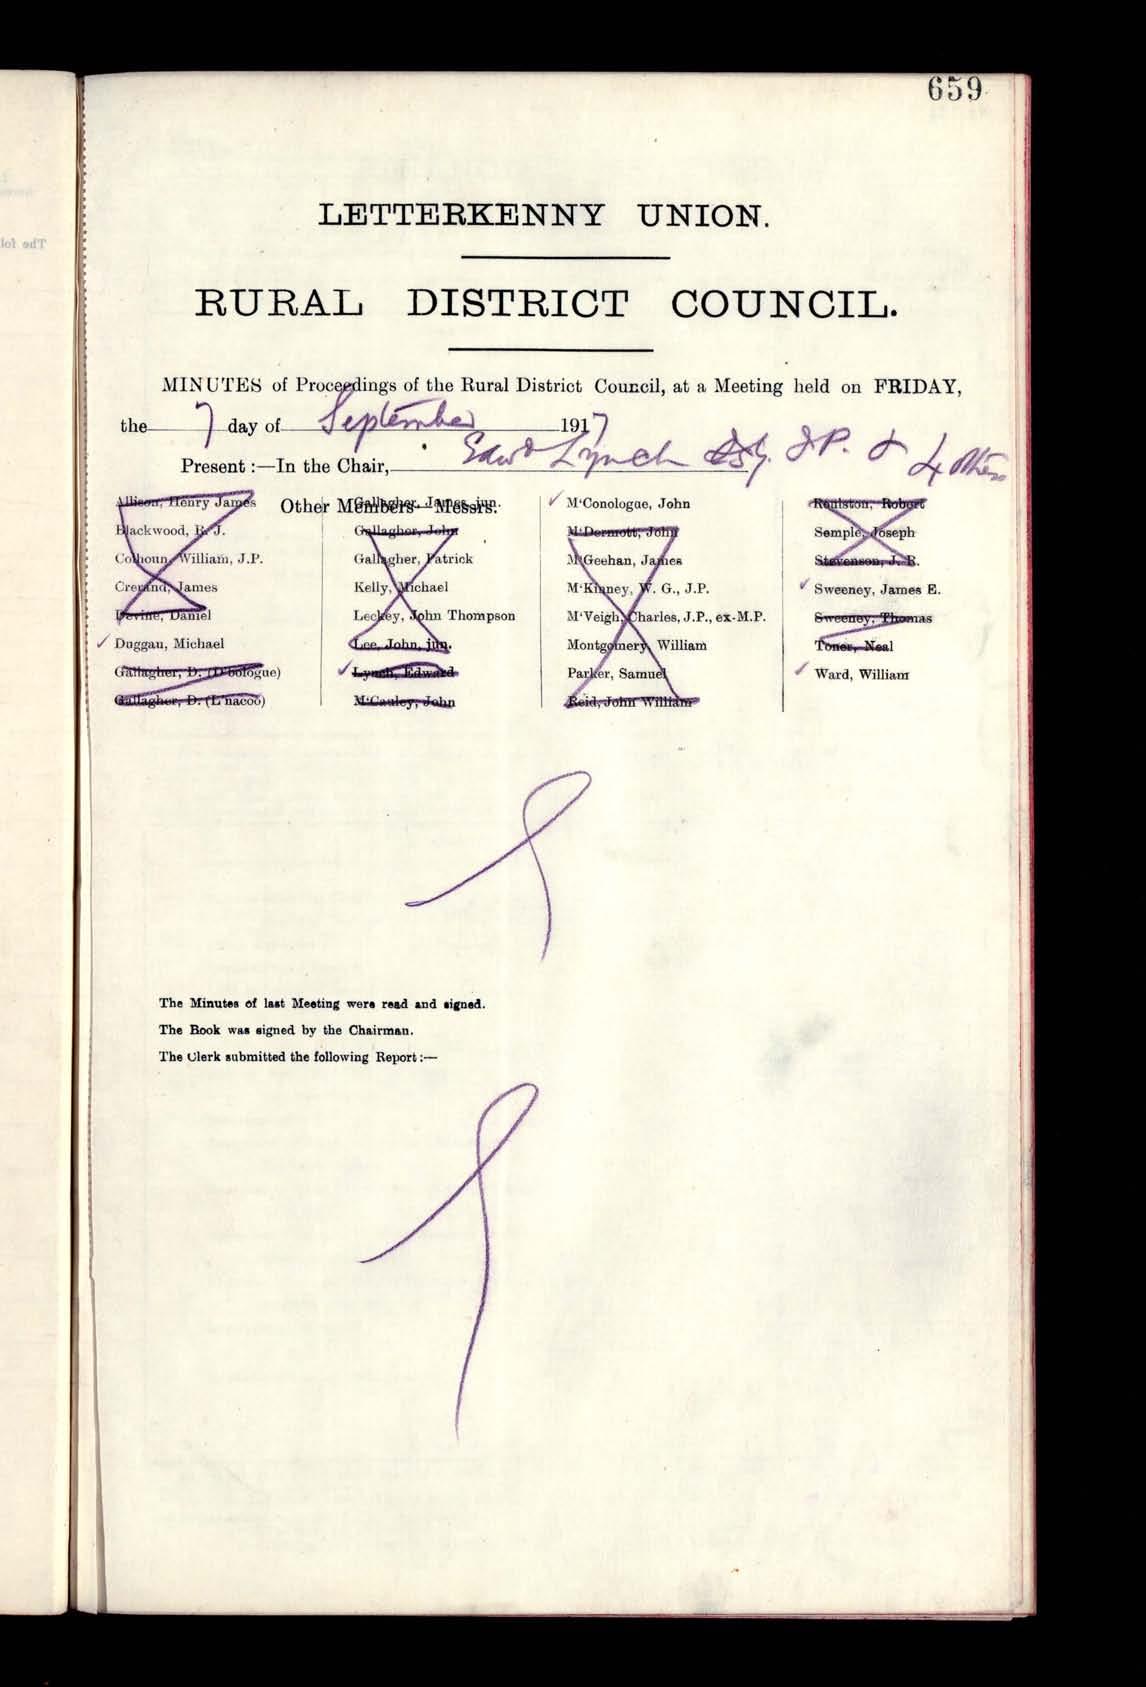 659
LETTERKENNY UNION.
RURAL DISTRICT COUNCIL.
MINUTES of Proceedings of the Rural District Council, at a Meeting held on FRIDAY,
the 7 day of September 1917
Present :—In the Chair, Edwd Lynch Esq. J.P. & 4 others
Other Members—Messrs.
Allison, Henry James
Blackwood, R. J.
Colhoun, William, J.P.
Crerand, James
Devine, Daniel
✓ Duggan, Michael
Gallagher, D. (D'bologue)
Gallagher, D. (L'nacoo)
Gallagher, James, jun.
Gallagher, John
Gallagher, Patrick
Kelly, Michael
Leckey, John Thompson
Lee, John, jun.
✓ Lynch, Edward
M'Cauley, John
✓ M'Conologue, John
M'Dermott, John
M'Geehan, James
M'Kinney, W. G., J.P.
M'Veigh, Charles, J.P., ex-M.P.
Montgomery, William
Parker, Samuel
Reid, John William
Roulston, Robert
Semple, Joseph
Stevenson, J. R.
✓ Sweeney, James E.
Sweeney, Thomas
Toner, Neal
✓ Ward, William
The Minutes of last Meeting were read and signed.
The Book was signed by the Chairman.
The Clerk submitted the following Report :—
The fol